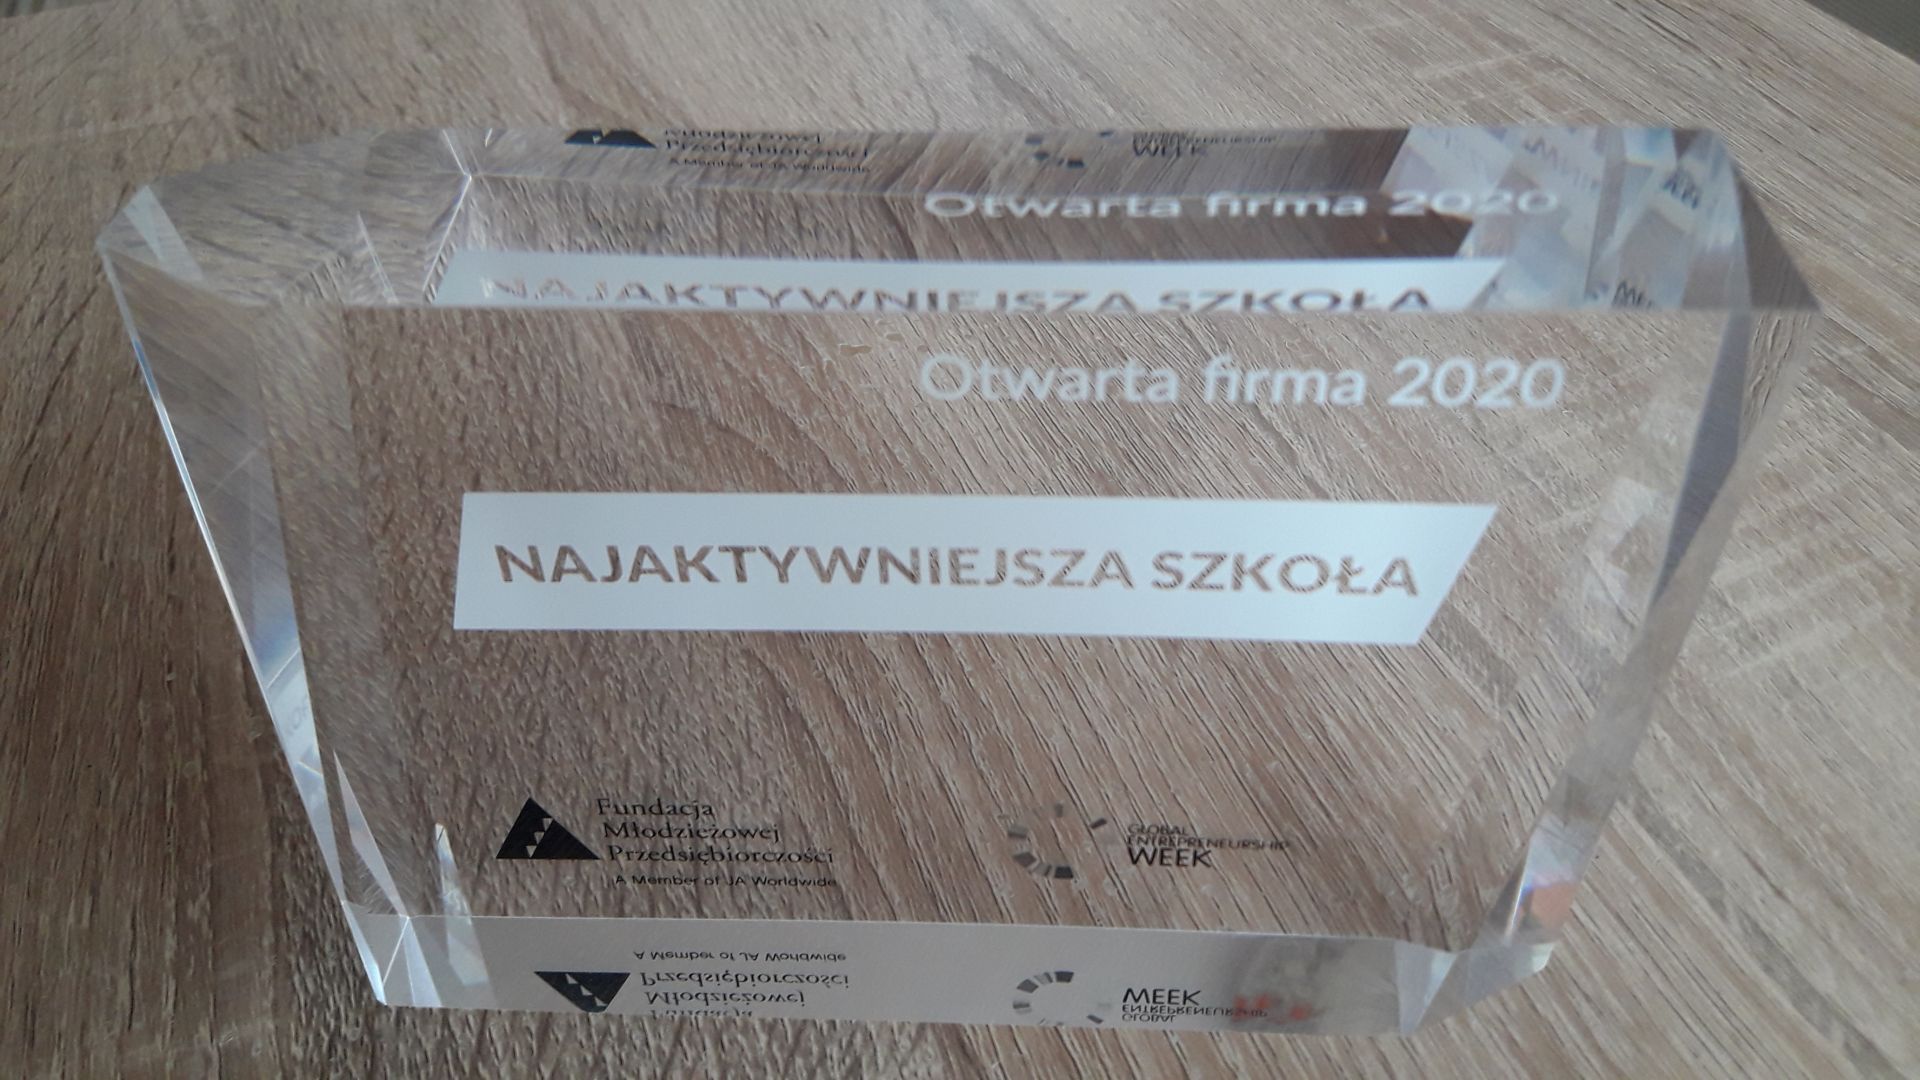 Otwarta firma 2020
NAJAKTYWNIEJSZA SZKOŁA
Fundacja
Młodzieżowej
Przedsiębiorczości
A Member of JA Worldwide
GLOBAL
ENTREPRENEURSHIP
WEEK